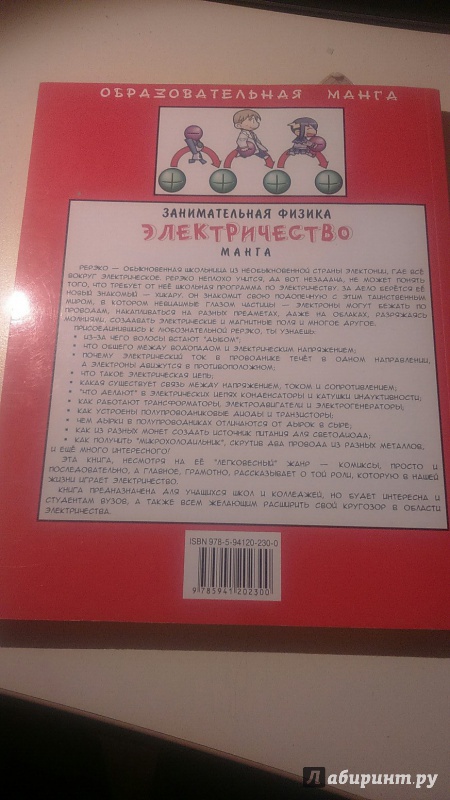 ОБРАЗОВАТЕЛЬНАЯ МАНГА
ЗАНИМАТЕЛЬНАЯ ФИЗИКА
ЭЛЕКТРИЧЕСТВО
МАНГА
РЕРЭКО — ОБЫКНОВЕННАЯ ШКОЛЬНИЦА ИЗ НЕОБЫКНОВЕННОЙ СТРАНЫ ЭЛЕКТОНИИ, ГДЕ ВСЁ
ВОКРУГ ЭЛЕКТРИЧЕСКОЕ. РЕРЭКО НЕПЛОХО УЧИТСЯ, ДА ВОТ НЕЗАДАЧА, НЕ МОЖЕТ ПОНЯТЬ
ТОГО, ЧТО ТРЕБУЕТ ОТ НЕЁ ШКОЛЬНАЯ ПРОГРАММА ПО ЭЛЕКТРИЧЕСТВУ. ЗА ДЕЛО БЕРЁТСЯ ЕЁ
НОВЫЙ ЗНАКОМЫЙ — ХИКАРУ. ОН ЗНАКОМИТ СВОЮ ПОДОПЕЧНУЮ С ЭТИМ ТАИНСТВЕННЫМ
МИРОМ, В КОТОРОМ НЕВИДИМЫЕ ГЛАЗОМ ЧАСТИЦЫ — ЭЛЕКТРОНЫ МОГУТ БЕЖАТЬ ПО
ПРОВОДАМ, НАКАПЛИВАТЬСЯ НА РАЗНЫХ ПРЕДМЕТАХ, ДАЖЕ НА ОБЛАКАХ, РАЗРЯЖАЯСЬ
МОЛНИЯМИ, СОЗДАВАТЬ ЭЛЕКТРИЧЕСКИЕ И МАГНИТНЫЕ ПОЛЯ И МНОГОЕ ДРУГОЕ.
ПРИСОЕДИНИВШИСЬ К ЛЮБОЗНАТЕЛЬНОЙ РЕРЭКО, ТЫ УЗНАЕШЬ:
• ИЗ-ЗА ЧЕГО ВОЛОСЫ ВСТАЮТ "ДЫБОМ";
• ЧТО ОБЩЕГО МЕЖДУ ВОДОПАДОМ И ЭЛЕКТРИЧЕСКИМ НАПРЯЖЕНИЕМ;
• ПОЧЕМУ ЭЛЕКТРИЧЕСКИЙ ТОК В ПРОВОДНИКЕ ТЕЧЁТ В ОДНОМ НАПРАВЛЕНИИ,
А ЭЛЕКТРОНЫ ДВИЖУТСЯ В ПРОТИВОПОЛОЖНОМ;
• ЧТО ТАКОЕ ЭЛЕКТРИЧЕСКАЯ ЦЕПЬ;
• КАКАЯ СУЩЕСТВУЕТ СВЯЗЬ МЕЖДУ НАПРЯЖЕНИЕМ, ТОКОМ И СОПРОТИВЛЕНИЕМ;
• "ЧТО ДЕЛАЮТ" В ЭЛЕКТРИЧЕСКИХ ЦЕПЯХ КОНДЕНСАТОРЫ И КАТУШКИ ИНДУКТИВНОСТИ;
• КАК РАБОТАЮТ ТРАНСФОРМАТОРЫ, ЭЛЕКТРОДВИГАТЕЛИ И ЭЛЕКТРОГЕНЕРАТОРЫ;
• КАК УСТРОЕНЫ ПОЛУПРОВОДНИКОВЫЕ ДИОДЫ И ТРАНЗИСТОРЫ;
• ЧЕМ ДЫРКИ В ПОЛУПРОВОДНИКАХ ОТЛИЧАЮТСЯ ОТ ДЫРОК В СЫРЕ;
• КАК ИЗ РАЗНЫХ МОНЕТ СОЗДАТЬ ИСТОЧНИК ПИТАНИЯ ДЛЯ СВЕТОДИОДА;
• КАК ПОЛУЧИТЬ "МИКРОХОЛОДИЛЬНИК", СКРУТИВ ДВА ПРОВОДА ИЗ РАЗНЫХ МЕТАЛЛОВ,
И ЕЩЁ МНОГО ИНТЕРЕСНОГО!
ЭТА КНИГА, НЕСМОТРЯ НА ЕЁ "ЛЕГКОВЕСНЫЙ" ЖАНР — КОМИКСЫ, ПРОСТО И
ПОСЛЕДОВАТЕЛЬНО, А ГЛАВНОЕ, ГРАМОТНО, РАССКАЗЫВАЕТ О ТОЙ РОЛИ, КОТОРУЮ В НАШЕЙ
ЖИЗНИ ИГРАЕТ ЭЛЕКТРИЧЕСТВО.
КНИГА ПРЕДНАЗНАЧЕНА ДЛЯ УЧАЩИХСЯ ШКОЛ И КОЛЛЕДЖЕЙ, НО БУДЕТ ИНТЕРЕСНА И
СТУДЕНТАМ ВУЗОВ, А ТАКЖЕ ВСЕМ ЖЕЛАЮЩИМ РАСШИРИТЬ СВОЙ КРУГОЗОР В ОБЛАСТИ
ЭЛЕКТРИЧЕСТВА.
ISBN 978-5-94120-230-0
9 785941 202300
Лабиринт.ру